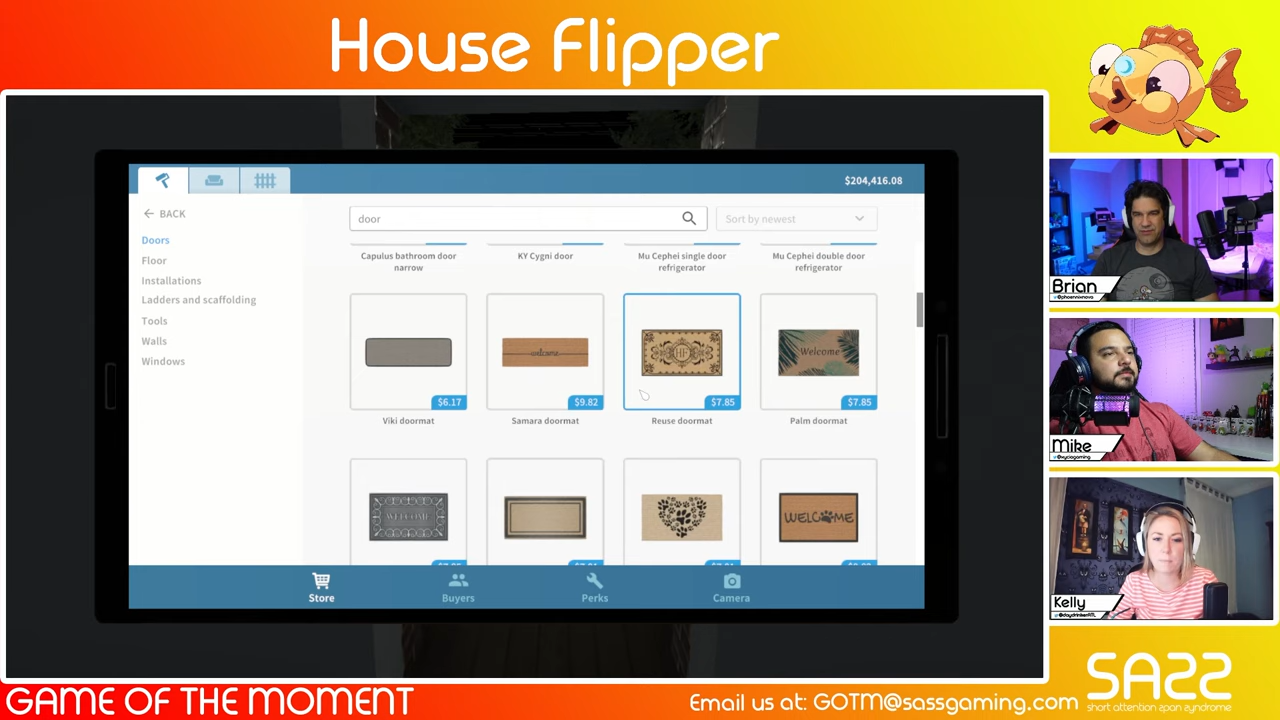 House Flipper
$204,416.08
BACK
door
Sort by newest
Doors
Floor
Installations
Ladders and scaffolding
Tools
Walls
Windows
Capulus bathroom door
narrow
KY Cygni door
Mu Cephei single door
refrigerator
Mu Cephei double door
refrigerator
welcome
HF
Welcome
$6.17
$9.82
$7.85
$7.85
Viki doormat
Samara doormat
Reuse doormat
Palm doormat
WELCOME
WELCOME
Store
Buyers
Perks
Camera
Brian
@phoennixnova
Mike
Kelly
@daydrinkerATL
GAME OF THE MOMENT
Email us at: GOTM@sassgaming.com
SASS
short attention span syndrome